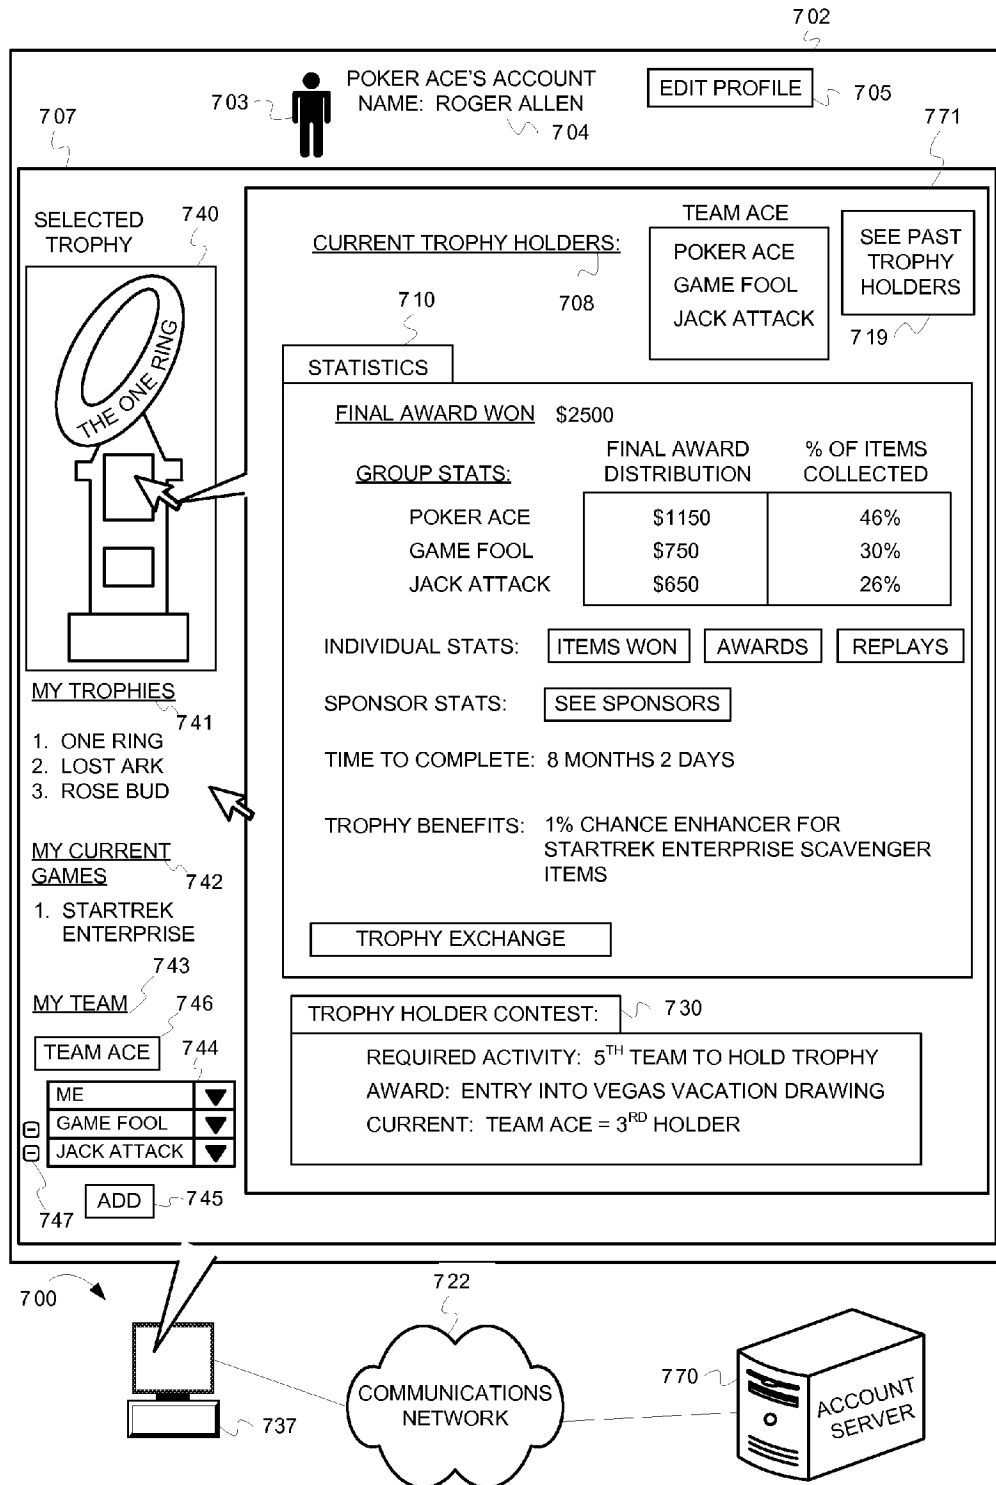 702
POKER ACE'S ACCOUNT
NAME: ROGER ALLEN
703
704
EDIT PROFILE
705
707
771
SELECTED
TROPHY
740
THE ONE RING
MY TROPHIES
741
1. ONE RING
2. LOST ARK
3. ROSE BUD
MY CURRENT
GAMES
742
1. STARTREK
ENTERPRISE
743
MY TEAM
746
TEAM ACE
744
ME
GAME FOOL
JACK ATTACK
747
ADD
745
CURRENT TROPHY HOLDERS:
708
TEAM ACE
POKER ACE
GAME FOOL
JACK ATTACK
SEE PAST
TROPHY
HOLDERS
719
710
STATISTICS
FINAL AWARD WON $2500
GROUP STATS:
FINAL AWARD
DISTRIBUTION
% OF ITEMS
COLLECTED
POKER ACE $1150 46%
GAME FOOL $750 30%
JACK ATTACK $650 26%
INDIVIDUAL STATS: ITEMS WON AWARDS REPLAYS
SPONSOR STATS: SEE SPONSORS
TIME TO COMPLETE: 8 MONTHS 2 DAYS
TROPHY BENEFITS: 1% CHANCE ENHANCER FOR
STARTREK ENTERPRISE SCAVENGER
ITEMS
TROPHY EXCHANGE
TROPHY HOLDER CONTEST:
730
REQUIRED ACTIVITY: 5TH TEAM TO HOLD TROPHY
AWARD: ENTRY INTO VEGAS VACATION DRAWING
CURRENT: TEAM ACE = 3RD HOLDER
700
737
722
COMMUNICATIONS
NETWORK
770
ACCOUNT
SERVER